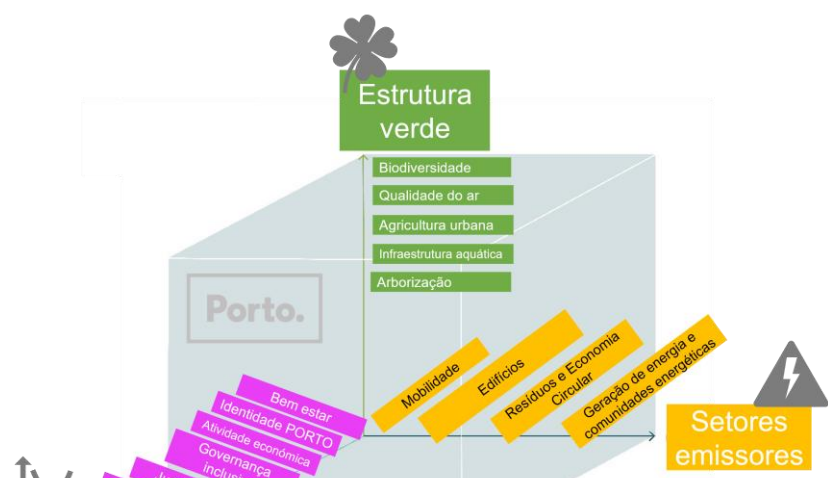 Estrutura
verde
Biodiversidade
Qualidade do ar
Agricultura urbana
Infraestrutura aquática
Arborização
Porto.
Mobilidade
Edifícios
Resíduos e Economia
Circular
Geração de energia e
comunidades energéticas
Setores
emissores
Bem estar
Identidade PORTO
Atividade económica
Governança